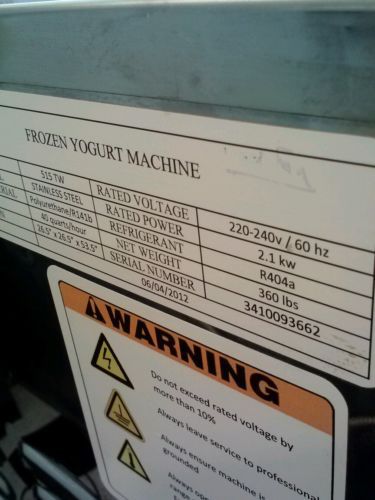 FROZEN YOGURT MACHINE
515 TW RATED VOLTAGE 220-240v / 60 hz
STAINLESS STEEL RATED POWER 2.1 kw
Polyurethane/R141b REFRIGERANT R404a
40 quarts/hour NET WEIGHT 360 lbs
26.5" x 26.5" x 53.5" SERIAL NUMBER 3410093662
06/04/2012
WARNING
Do not exceed rated voltage by
more than 10%
Always leave service to professional
Always ensure machine
grounded
Always
range